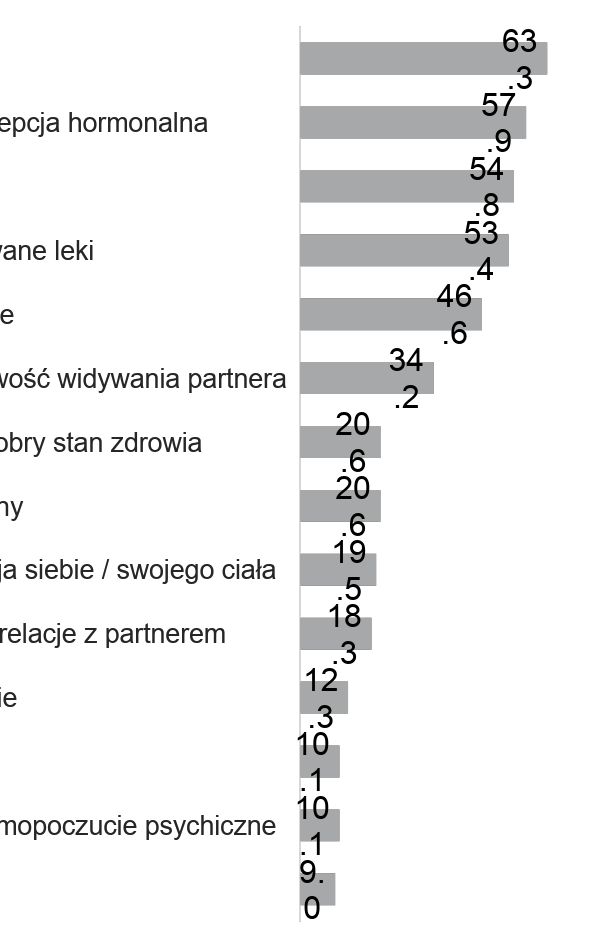 63
.3
epcja hormonalna
57
.9
54
.8
wane leki
53
.4
e
46
.6
wość widywania partnera
34
.2
obry stan zdrowia
20
.6
ny
20
.6
ja siebie / swojego ciała
19
.5
relacje z partnerem
18
.3
ie
12
.3
10
.1
mopoczucie psychiczne
10
.1
9.
0